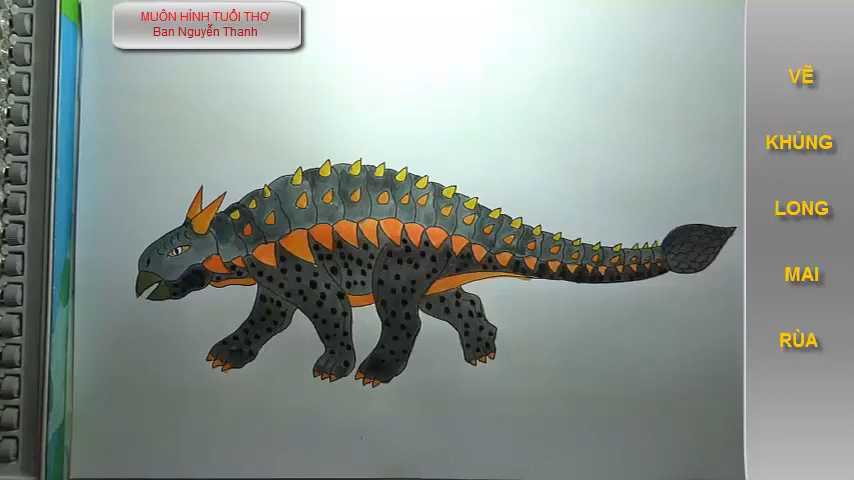 MUÔN HÌNH TUỔI THƠ
Ban Nguyễn Thanh
VẼ
KHỦNG
LONG
MAI
RÙA